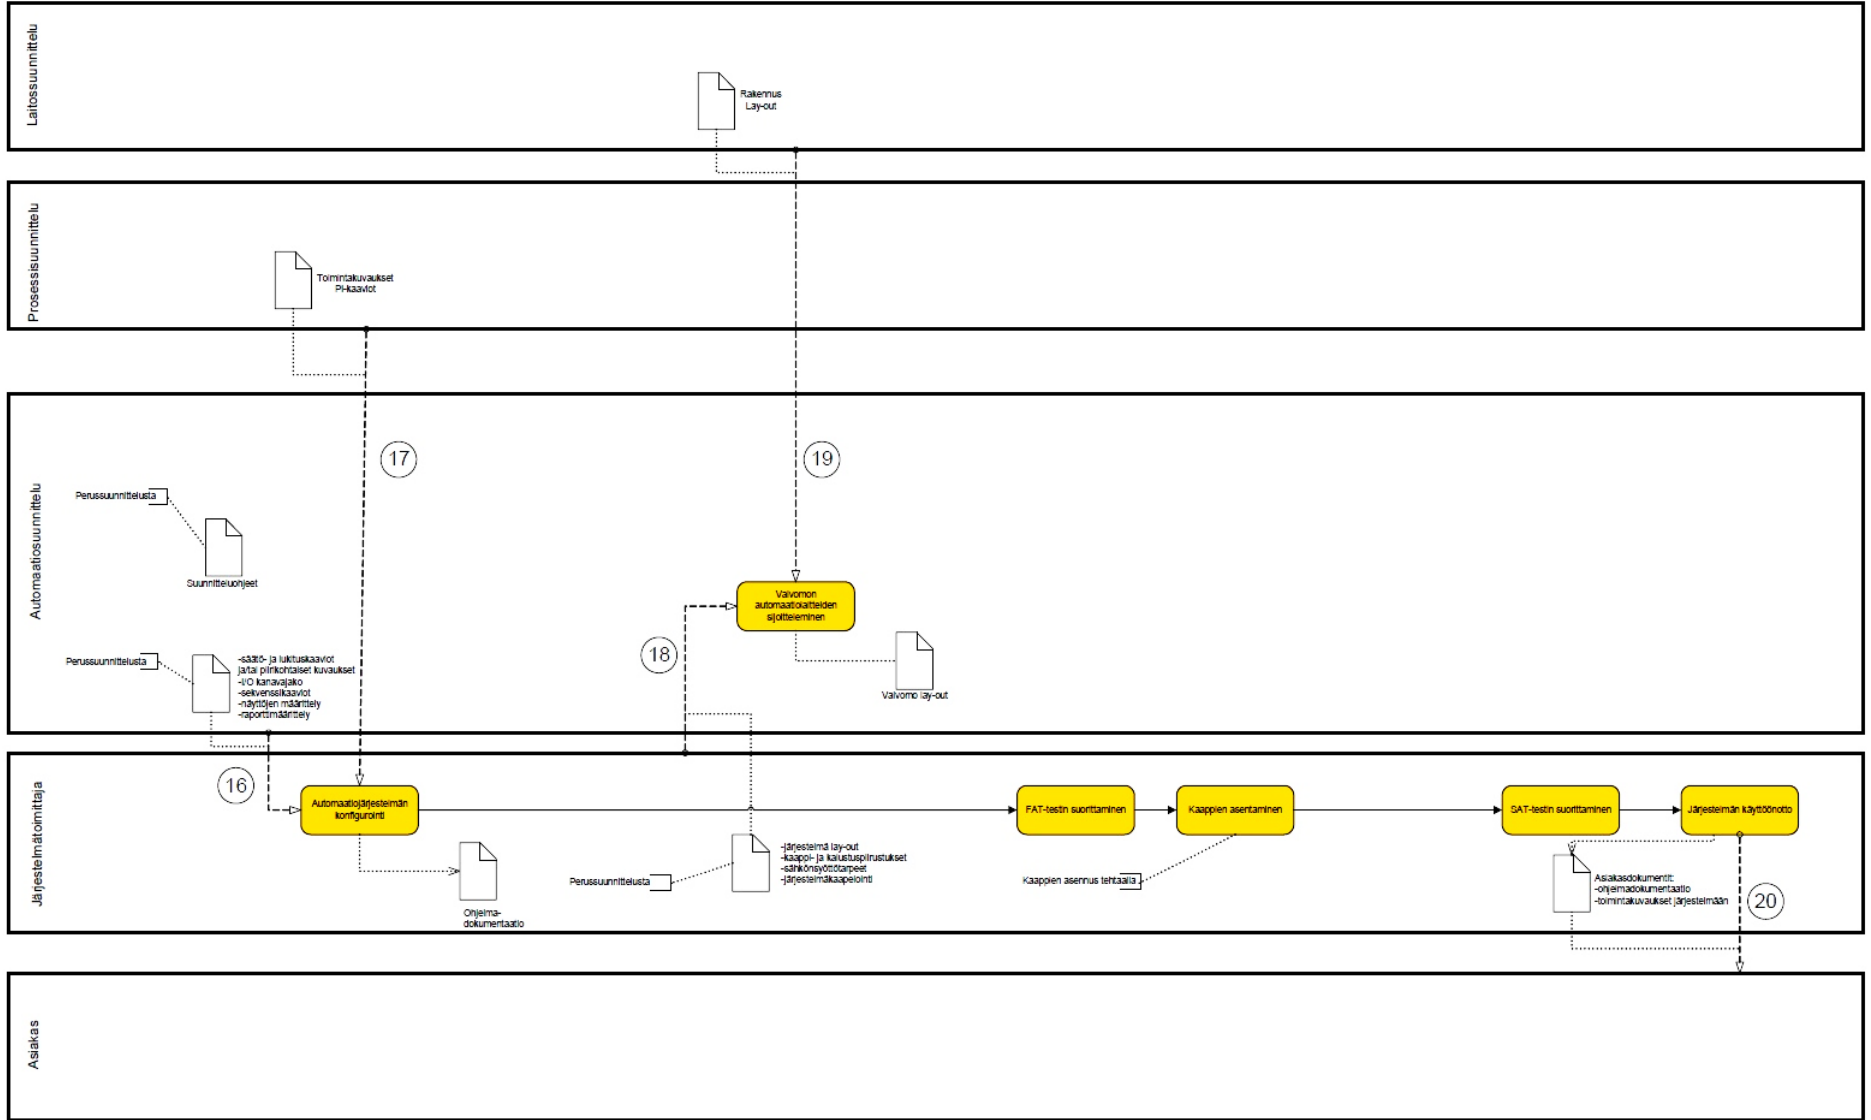 Laitossuunnittelu
Rakennus
Lay-out
Prosessisuunnittelu
Toimintakuvaukset
PI-kaaviot
Automaatiosuunnittelu
17
19
Perussuunnittelusta
Suunnitteluohjeet
Valvomon
automaatiolaitteiden
sijoitteleminen
18
Perussuunnittelusta
-säätö- ja lukituskaaviot
ja/tai piirikohtaiset kuvaukset
-I/O kanavajako
-sekvenssikaaviot
-näyttöjen määrittely
-raporttimäärittely
Valvomo lay-out
Järjestelmätoimittaja
16
Automaatiojärjestelmän
konfigurointi
FAT-testin suorittaminen
Kaappien asentaminen
SAT-testin suorittaminen
Järjestelmän käyttöönotto
Ohjelma-
dokumentaatio
Perussuunnittelusta
-järjestelmä lay-out
-kaappi- ja kalustuspiirustukset
-sähkönsyöttötarpeet
-järjestelmäkaapelointi
Kaappien asennus tehtaalla
Asiakasdokumentit:
-ohjelmadokumentaatio
-toimintakuvaukset järjestelmään
20
Asiakas